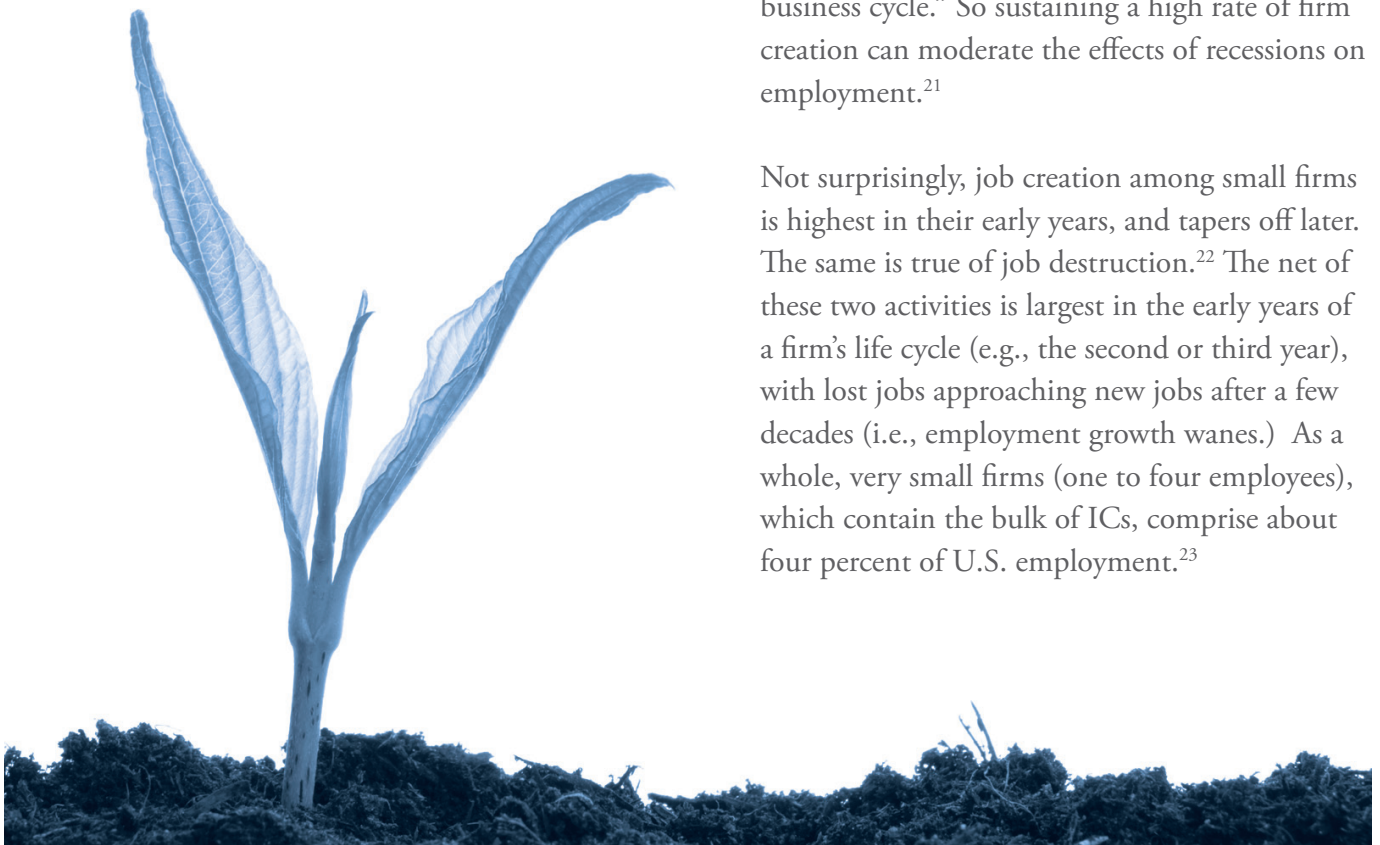 business cycle." So sustaining a high rate of firm
creation can moderate the effects of recessions on
employment.21
Not surprisingly, job creation among small firms
is highest in their early years, and tapers off later.
The same is true of job destruction.22 The net of
these two activities is largest in the early years of
a firm's life cycle (e.g., the second or third year),
with lost jobs approaching new jobs after a few
decades (i.e., employment growth wanes.)  As a
whole, very small firms (one to four employees),
which contain the bulk of ICs, comprise about
four percent of U.S. employment.23